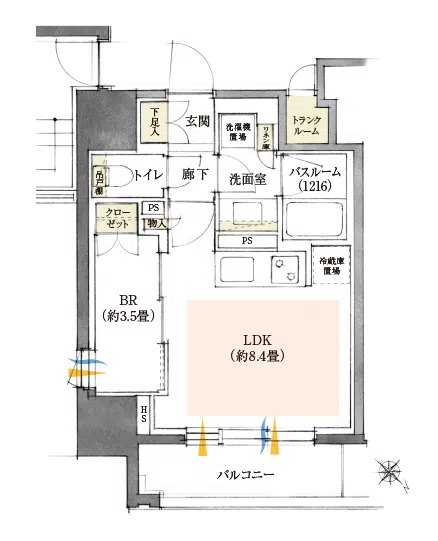 下足入
玄関
洗濯機
置場
リネン庫
トランク
ルーム
吊戸棚
トイレ
廊下
洗面室
バスルーム
(1216)
クロー
ゼット
PS
物入
PS
冷蔵庫
置場
BR
(約3.5畳)
LDK
(約8.4畳)
HS
バルコニー